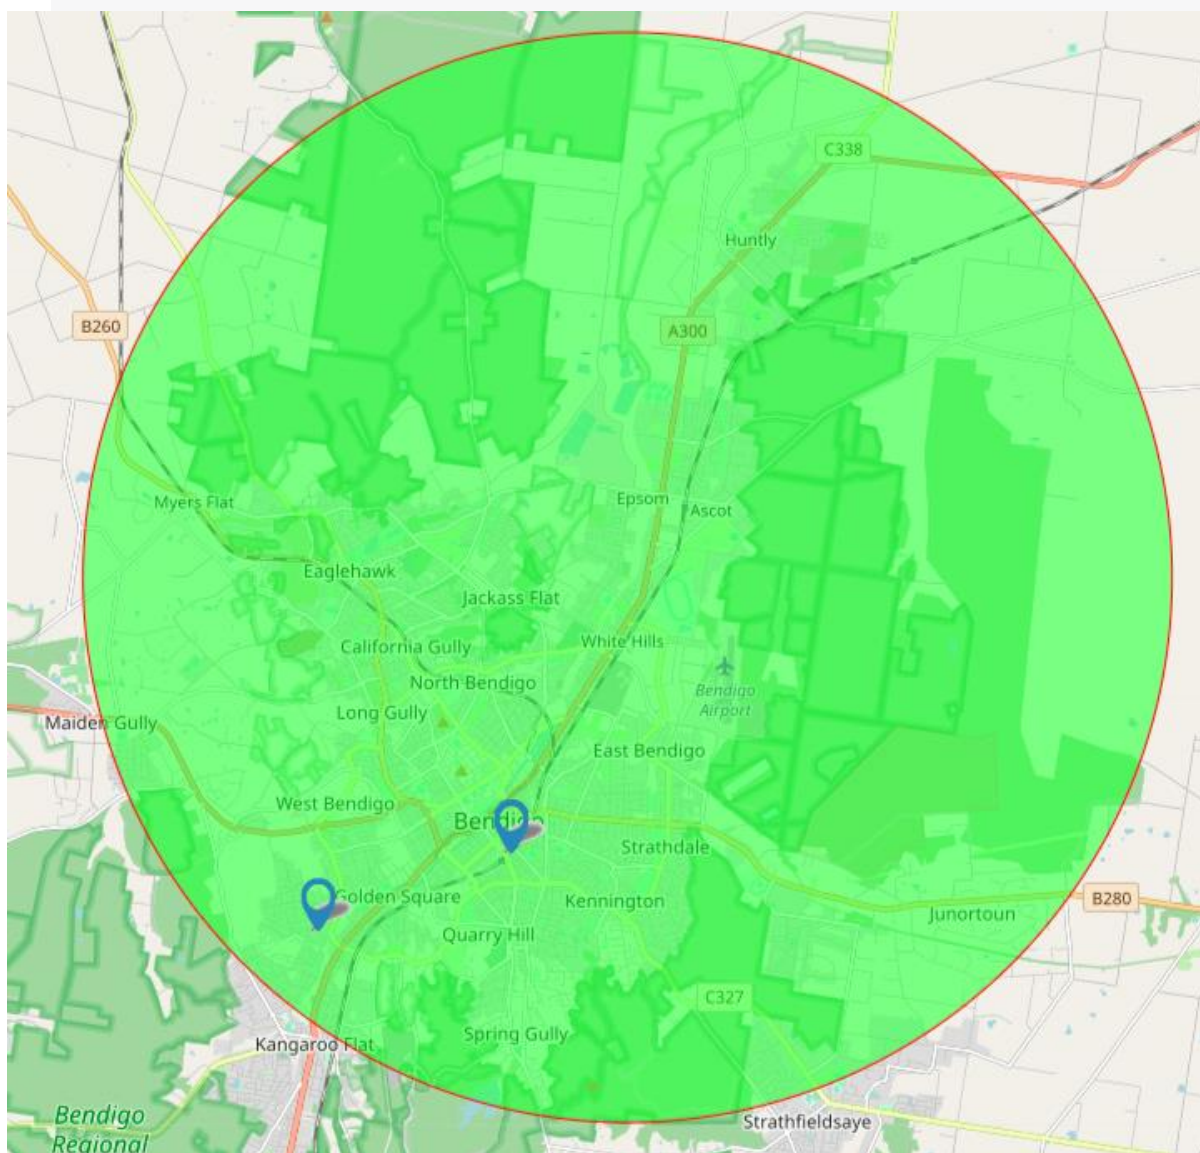 C338
Huntly
B260
A300
Myers Flat
Epsom
Ascot
Eaglehawk
Jackass Flat
California Gully
White Hills
North Bendigo
Bendigo
Airport
Long Gully
Maiden Gully
East Bendigo
West Bendigo
Bendigo
Strathdale
Golden Square
Kennington
B280
Junortoun
Quarry Hill
C327
Spring Gully
Kangaroo Flat
Bendigo
Regional
Strathfieldsaye